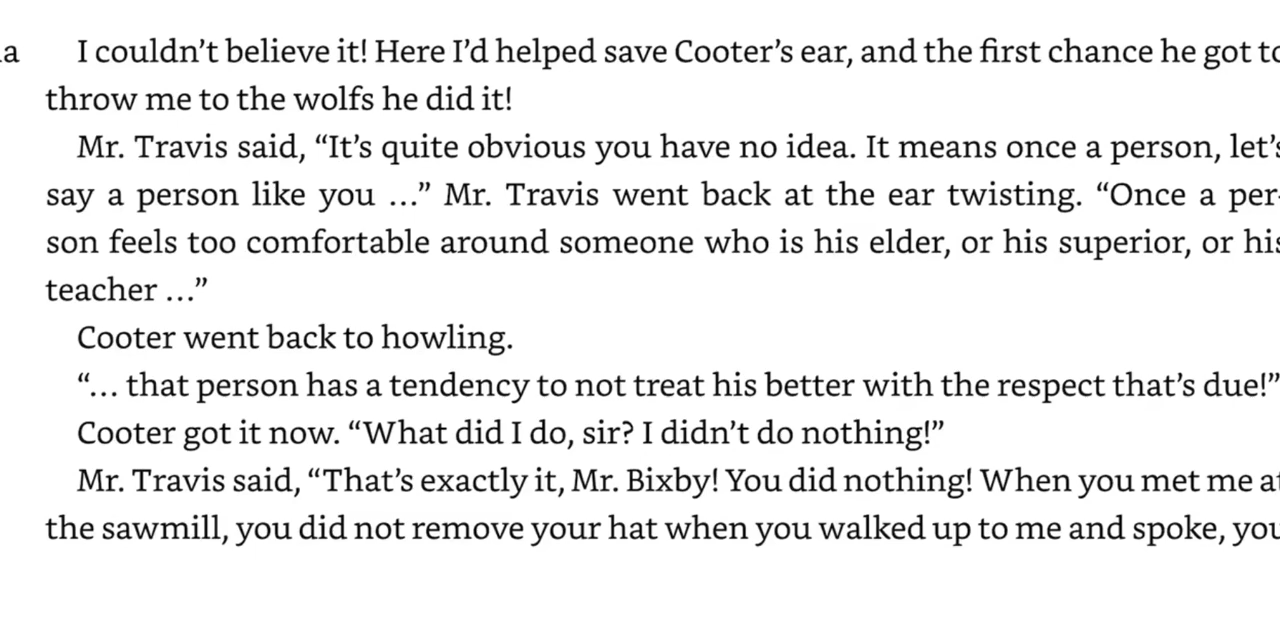 a I couldn’t believe it! Here I’d helped save Cooter’s ear, and the first chance he got to
throw me to the wolfs he did it!
Mr. Travis said, “It’s quite obvious you have no idea. It means once a person, let’s
say a person like you …” Mr. Travis went back at the ear twisting. “Once a per-
son feels too comfortable around someone who is his elder, or his superior, or his
teacher …”
Cooter went back to howling.
“… that person has a tendency to not treat his better with the respect that’s due!”
Cooter got it now. “What did I do, sir? I didn’t do nothing!”
Mr. Travis said, “That’s exactly it, Mr. Bixby! You did nothing! When you met me at
the sawmill, you did not remove your hat when you walked up to me and spoke, you